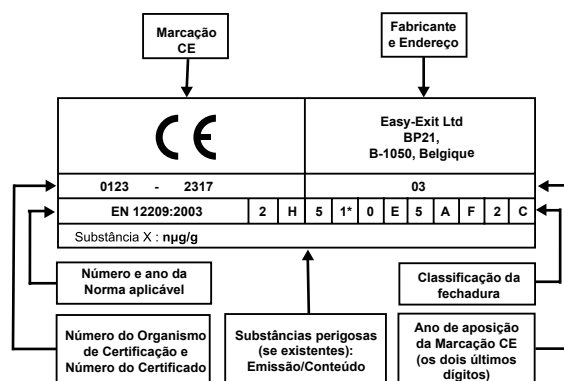 Marcação
CE
Fabricante
e Endereço
CE
Easy-Exit Ltd
BP21,
B-1050, Belgique
0123 - 2317
03
EN 12209:2003 2 H 5 1* 0 E 5 A F 2 C
Substância X : nµg/g
Número e ano da
Norma aplicável
Classificação da
fechadura
Número do Organismo
de Certificação e
Número do Certificado
Substâncias perigosas
(se existentes):
Emissão/Conteúdo
Ano de aposição
da Marcação CE
(os dois últimos
dígitos)